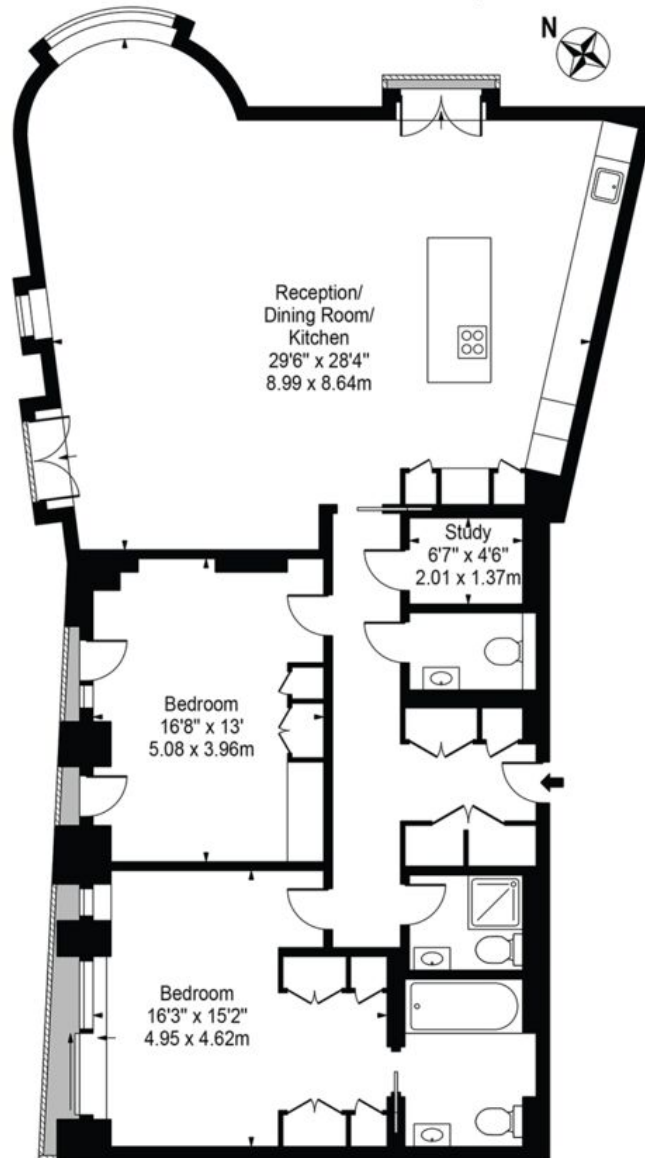 N
Reception/
Dining Room/
Kitchen
29'6" x 28'4"
8.99 x 8.64m
Study
6'7" x 4'6"
2.01 x 1.37m
Bedroom
16'8" x 13'
5.08 x 3.96m
Bedroom
16'3" x 15'2"
4.95 x 4.62m